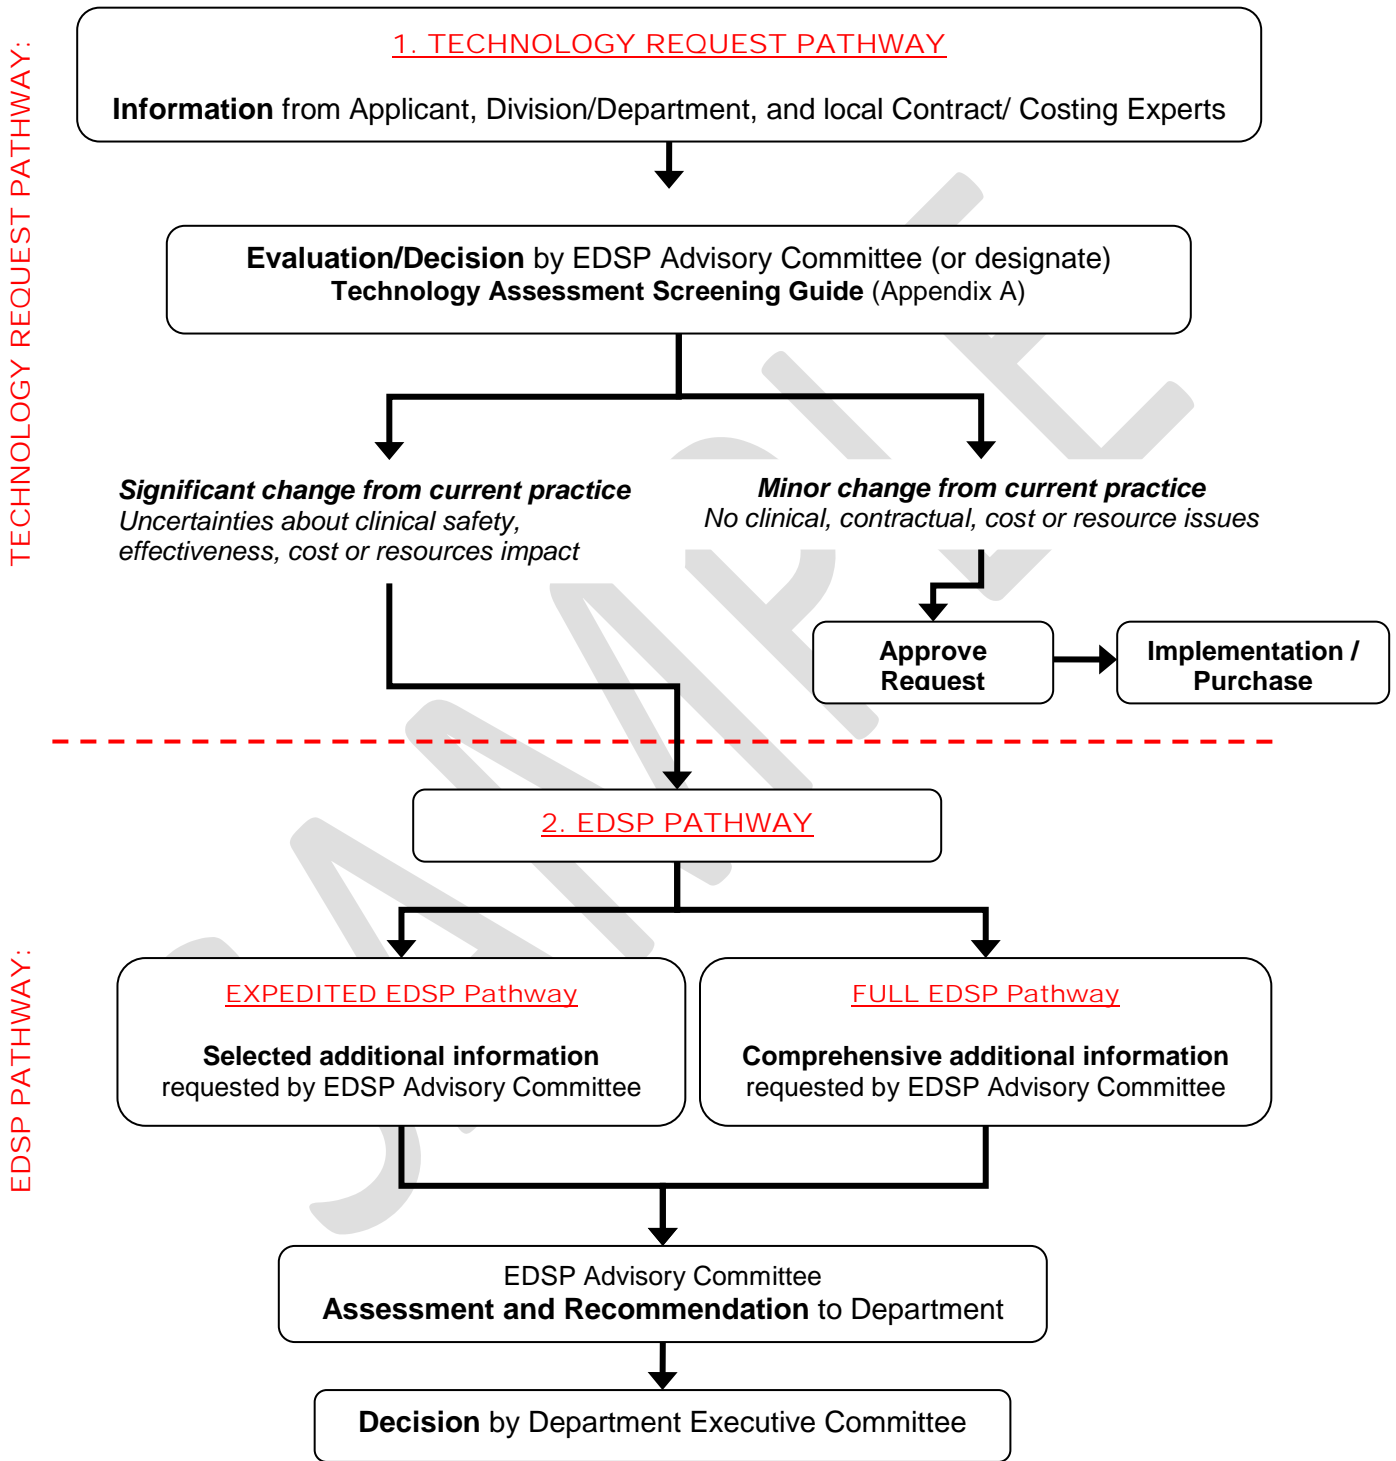 TECHNOLOGY REQUEST PATHWAY:
1. TECHNOLOGY REQUEST PATHWAY
Information from Applicant, Division/Department, and local Contract/ Costing Experts
Evaluation/Decision by EDSP Advisory Committee (or designate)
Technology Assessment Screening Guide (Appendix A)
Significant change from current practice
Uncertainties about clinical safety,
effectiveness, cost or resources impact
Minor change from current practice
No clinical, contractual, cost or resource issues
Approve
Request
Implementation /
Purchase
SAMPLE
EDSP PATHWAY:
2. EDSP PATHWAY
EXPEDITED EDSP Pathway
Selected additional information
requested by EDSP Advisory Committee
FULL EDSP Pathway
Comprehensive additional information
requested by EDSP Advisory Committee
EDSP Advisory Committee
Assessment and Recommendation to Department
Decision by Department Executive Committee